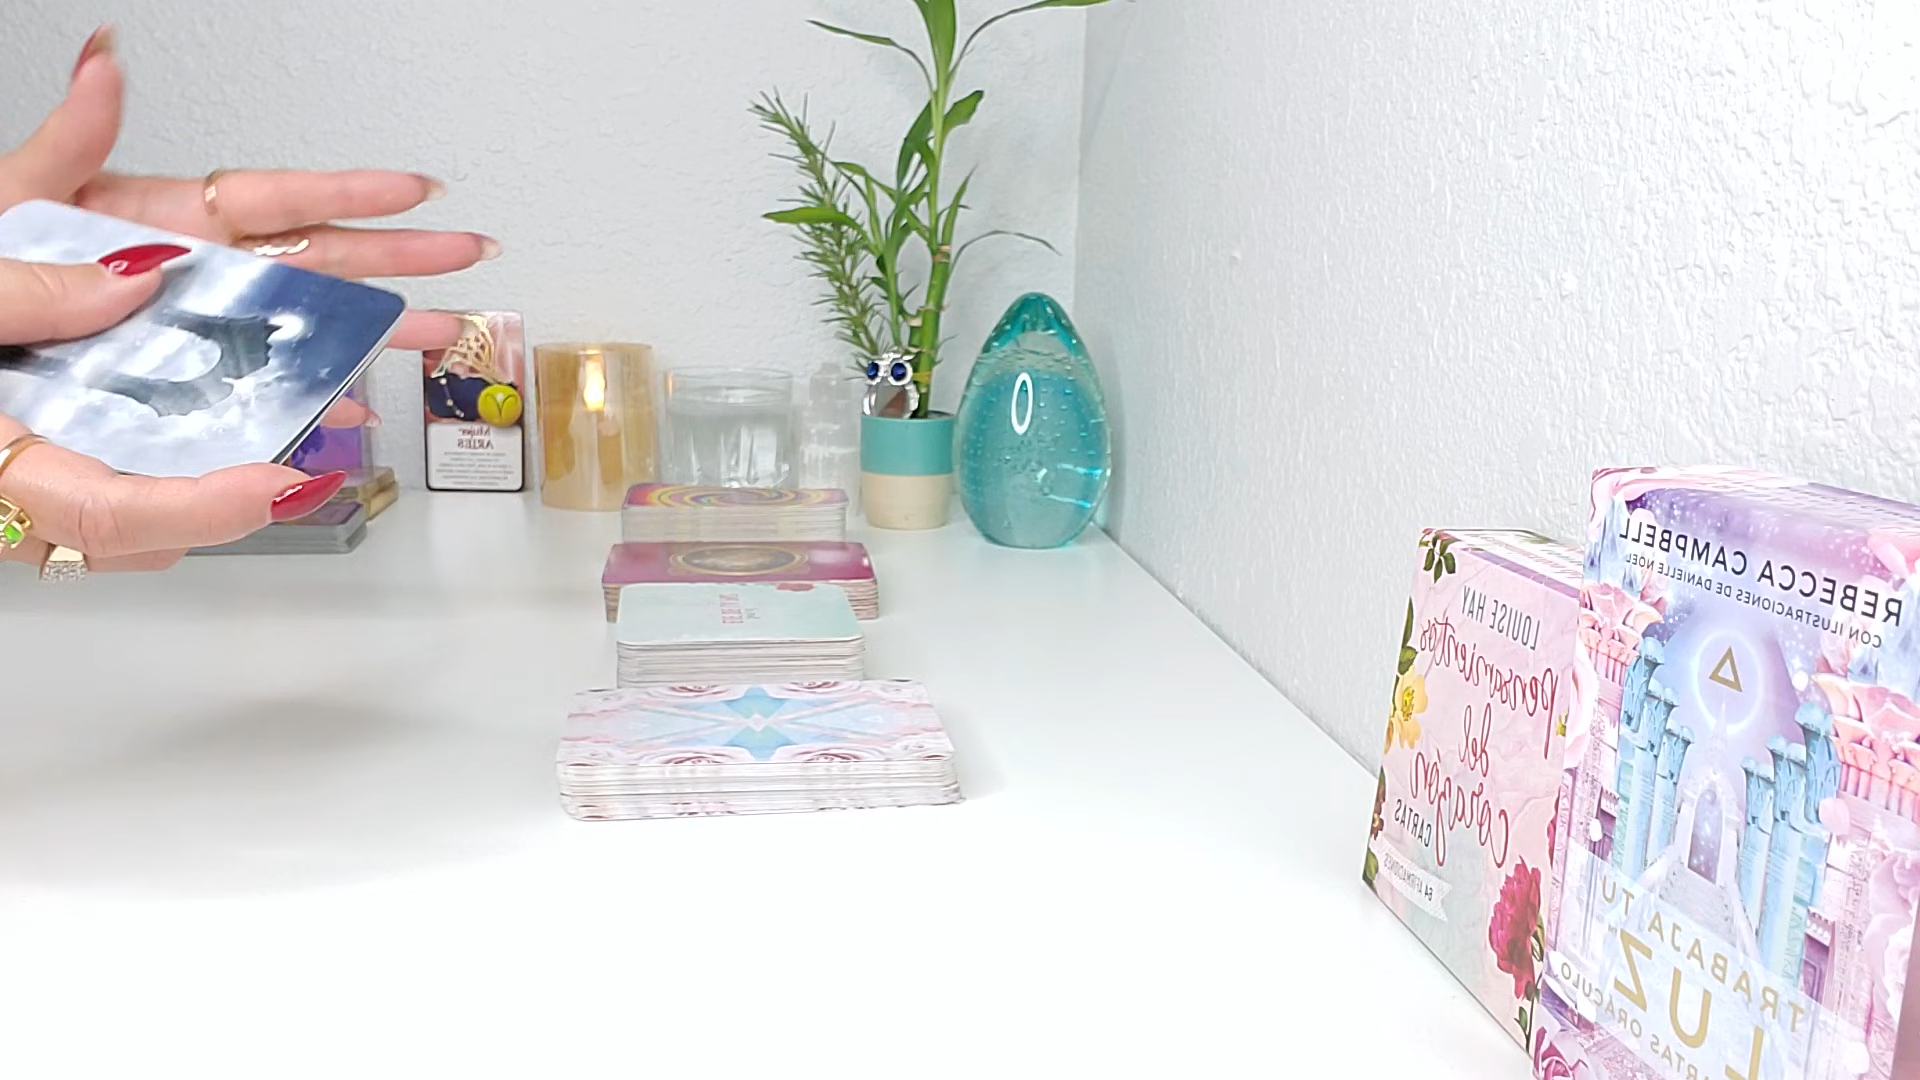 Mujer
ARIES
LOUISE HAY
Pensamientos
del
corazón
CARTAS
64 AFIRMACIONES
REBECCA CAMPBELL
CON ILUSTRACIONES DE DANIELLE NOEL
TRABAJA TU
LUZ
CARTAS ORÁCULO